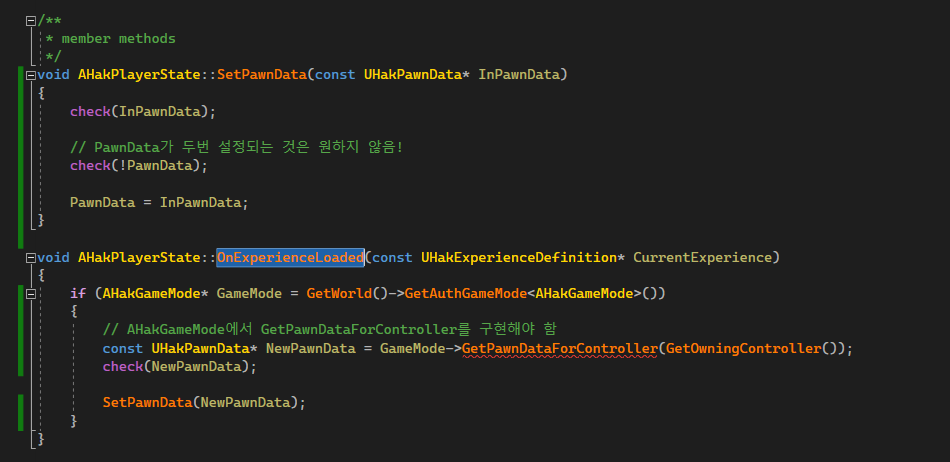 /**
 * member methods
 */
void AHakPlayerState::SetPawnData(const UHakPawnData* InPawnData)
{
    check(InPawnData);

    // PawnData가 두번 설정되는 것은 원하지 않음!
    check(!PawnData);

    PawnData = InPawnData;
}

void AHakPlayerState::OnExperienceLoaded(const UHakExperienceDefinition* CurrentExperience)
{
    if (AHakGameMode* GameMode = GetWorld()->GetAuthGameMode<AHakGameMode>())
    {
        // AHakGameMode에서 GetPawnDataForController를 구현해야 함
        const UHakPawnData* NewPawnData = GameMode->GetPawnDataForController(GetOwningController());
        check(NewPawnData);

        SetPawnData(NewPawnData);
    }
}